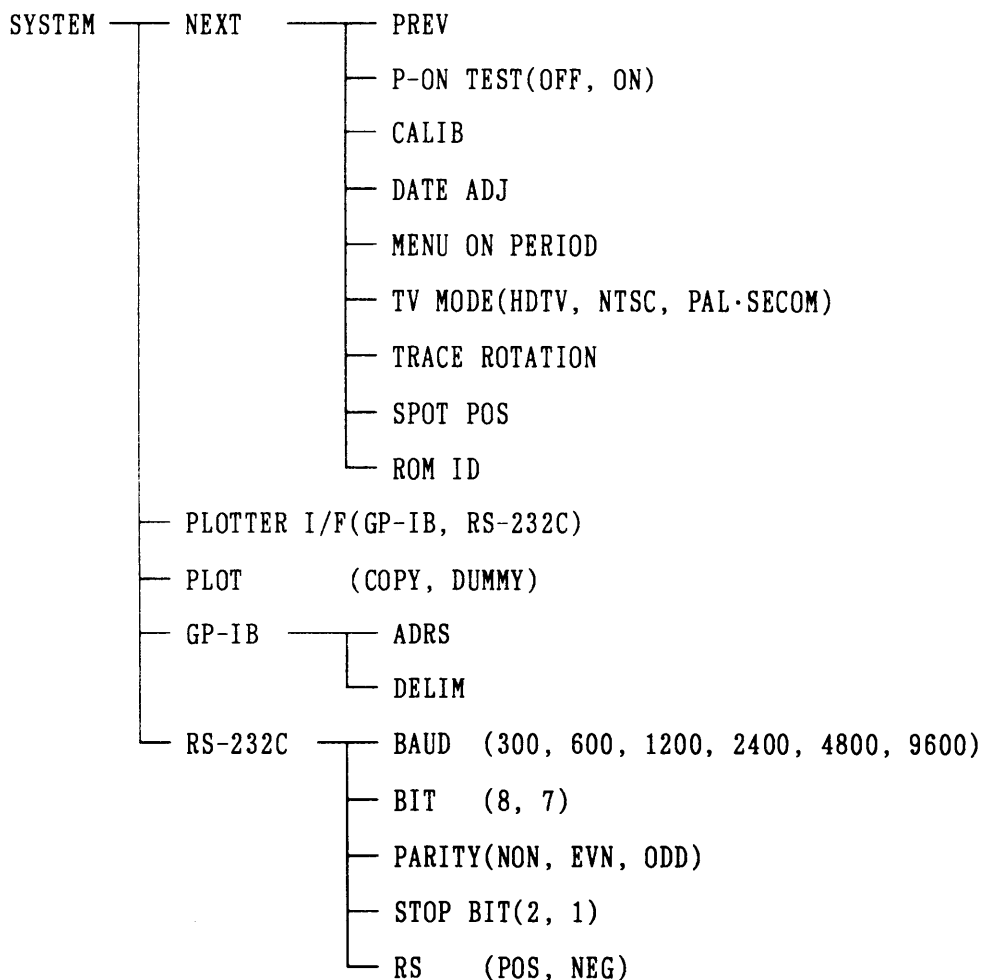 SYSTEM NEXT PREV
P-ON TEST(OFF, ON)
CALIB
DATE ADJ
MENU ON PERIOD
TV MODE(HDTV, NTSC, PAL·SECOM)
TRACE ROTATION
SPOT POS
ROM ID
PLOTTER I/F(GP-IB, RS-232C)
PLOT (COPY, DUMMY)
GP-IB ADRS
DELIM
RS-232C BAUD (300, 600, 1200, 2400, 4800, 9600)
BIT (8, 7)
PARITY(NON, EVN, ODD)
STOP BIT(2, 1)
RS (POS, NEG)